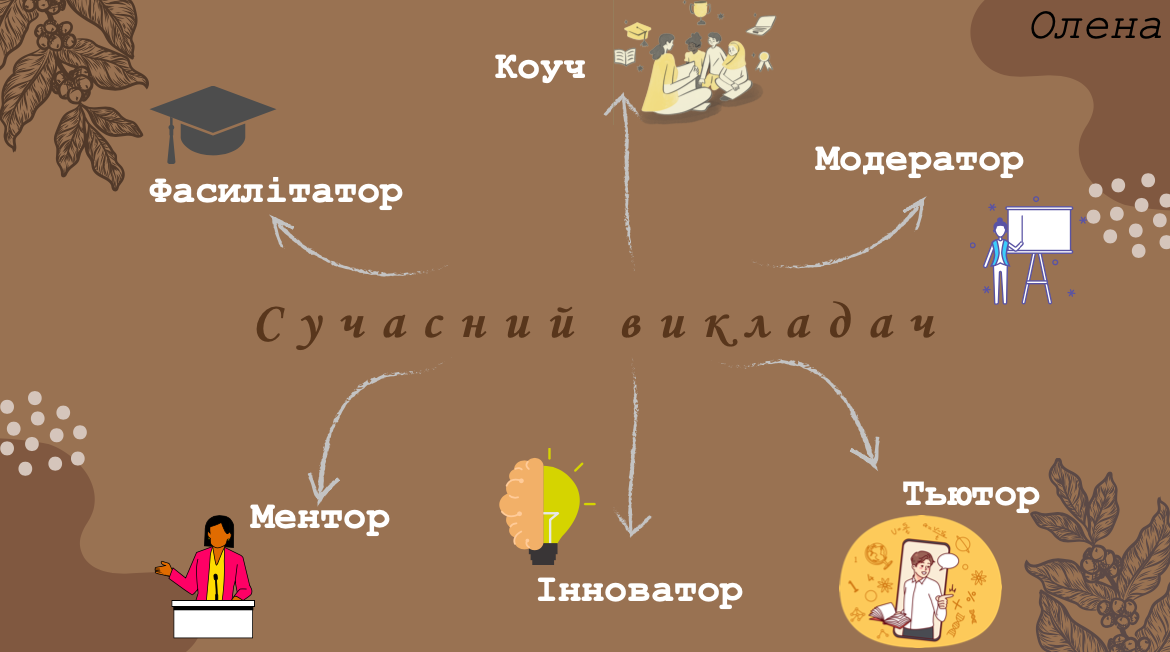 Олена
Коуч
Модератор
Фасилітатор
Сучасний викладач
Ментор
Тьютор
Інноватор